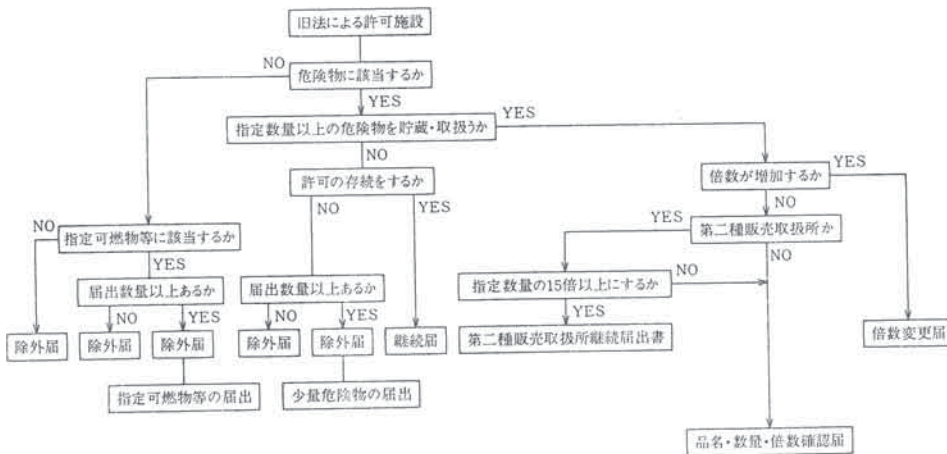 旧法による許可施設
NO
危険物に該当するか
YES
指定数量以上の危険物を貯蔵・取扱うか
YES
NO
許可の存続をするか
倍数が増加するか
YES
NO
YES
NO
NO
指定可燃物等に該当するか
YES
第二種販売取扱所か
YES
NO
届出数量以上あるか
届出数量以上あるか
指定数量の15倍以上にするか
NO
NO
YES
NO
YES
YES
除外届
除外届
除外届
除外届
除外届
継続届
第二種販売取扱所継続届出書
倍数変更届
指定可燃物等の届出
少量危険物の届出
品名・数量・倍数確認届